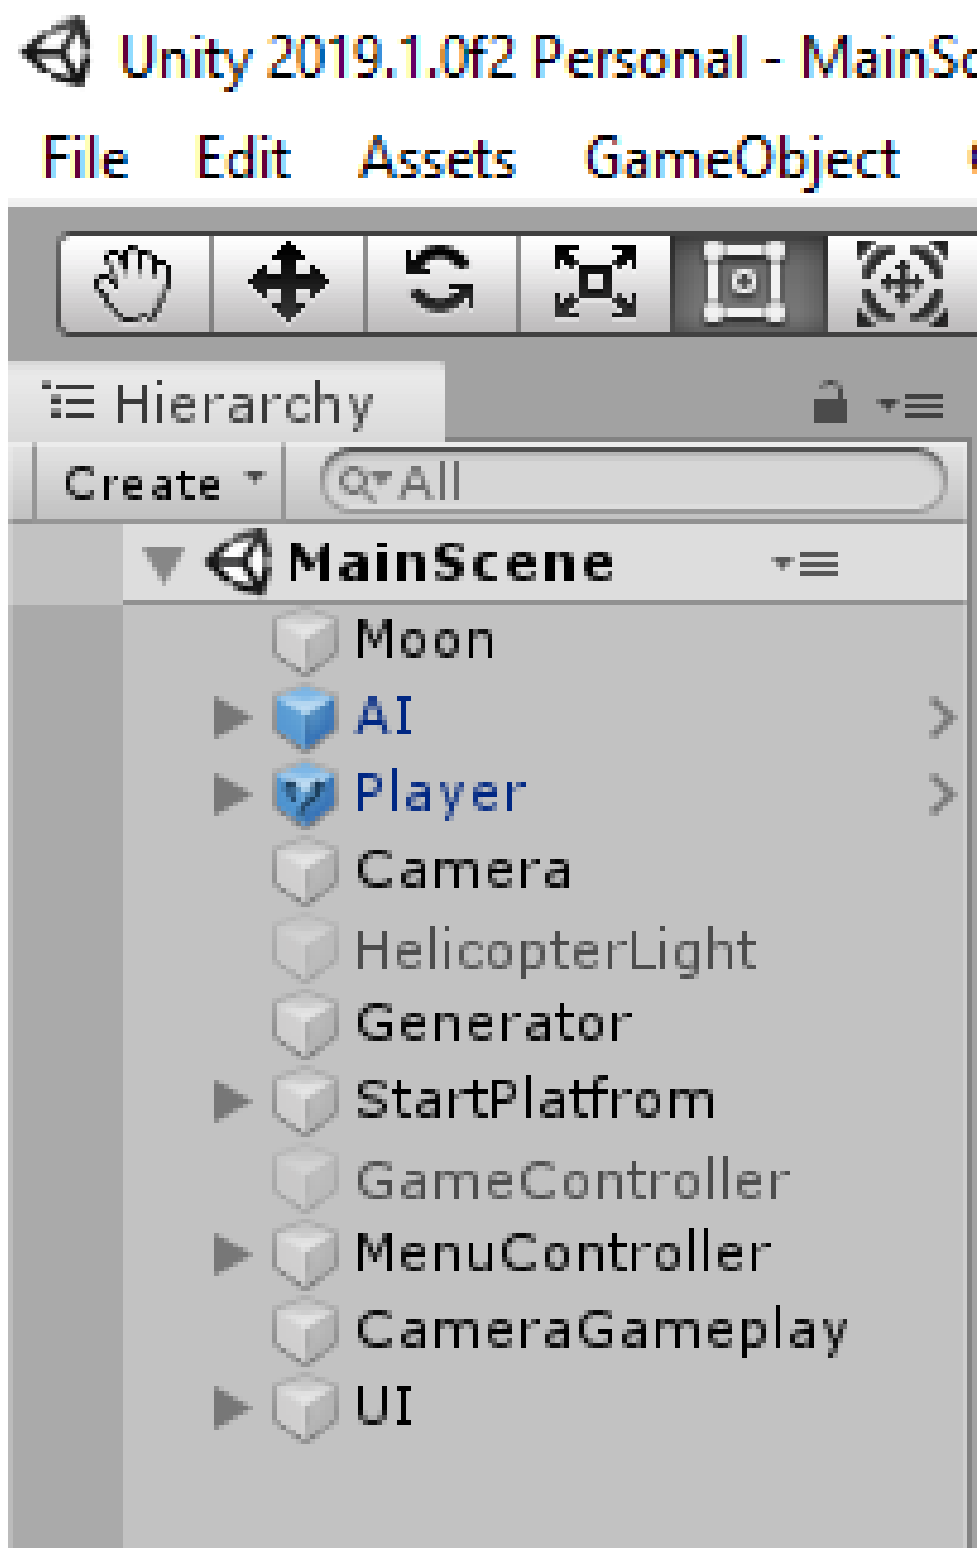 Unity 2019.1.0f2 Personal - MainSc
File Edit Assets GameObject
Hierarchy
Create All
MainScene
Moon
AI
Player
Camera
HelicopterLight
Generator
StartPlatfrom
GameController
MenuController
CameraGameplay
UI